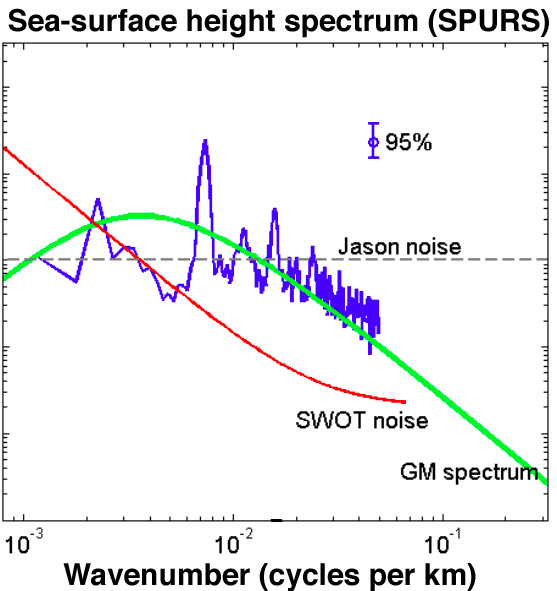 Sea-surface height spectrum (SPURS)
95%
Jason noise
SWOT noise
GM spectrum
10⁻³ 10⁻² 10⁻¹
Wavenumber (cycles per km)